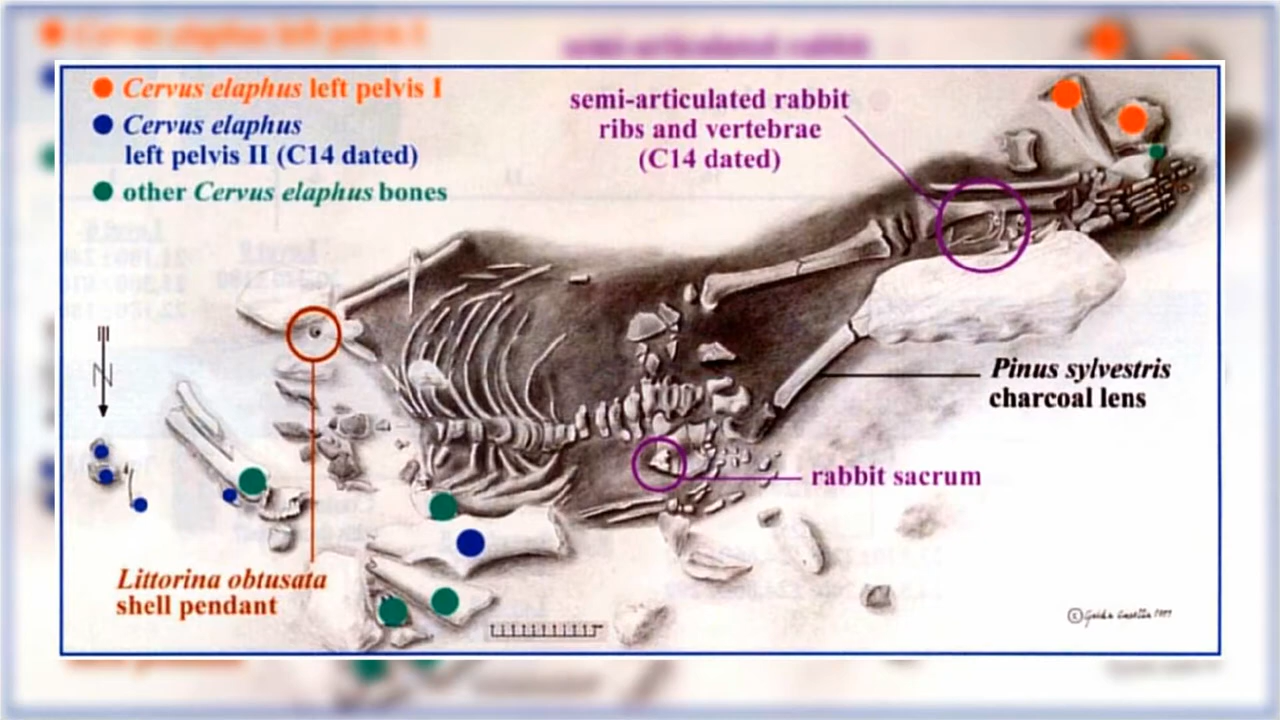 Cervus elaphus left pelvis I
Cervus elaphus
left pelvis II (C14 dated)
other Cervus elaphus bones
semi-articulated rabbit
ribs and vertebrae
(C14 dated)
N
Pinus sylvestris
charcoal lens
rabbit sacrum
Littorina obtusata
shell pendant
©